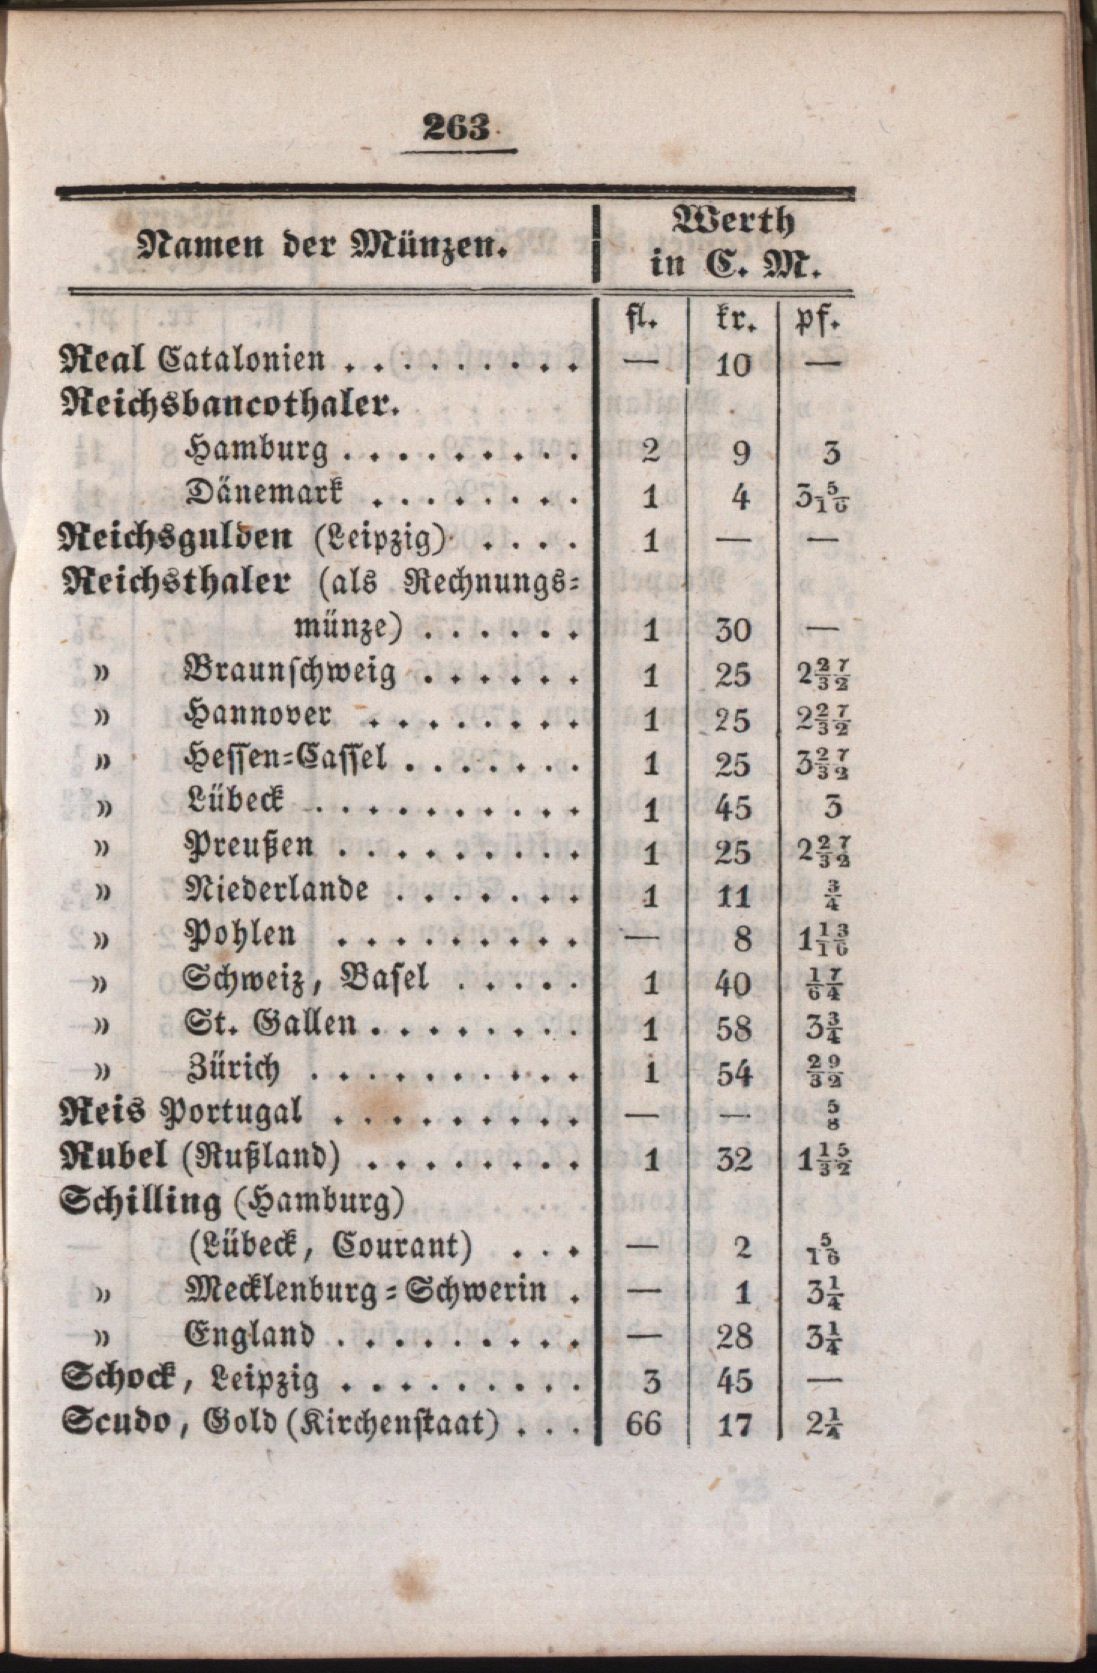 263
Namen der Münzen.
Werth
in C. M.
fl. kr. pf.
Real Catalonien . . . . . . . . . — 10 —
Reichsbancothaler.
Hamburg . . . . . . . . . 2 9 3
Dänemark . . . . . . . . 1 4 3 5/16
Reichsgulden (Leipzig) . . . . 1 — —
Reichsthaler (als Rechnungs=
münze) . . . . . . 1 30 —
» Braunschweig . . . . . . 1 25 2 27/32
» Hannover . . . . . . . . 1 25 2 27/32
» Hessen=Cassel . . . . . . . 1 25 3 27/32
» Lübeck . . . . . . . . . . 1 45 3
» Preußen . . . . . . . . . 1 25 2 27/32
» Niederlande . . . . . . . 1 11 3/4
» Pohlen . . . . . . . . . — 8 1 13/16
» Schweiz, Basel . . . . . 1 40 17/64
» St. Gallen . . . . . . . . 1 58 3 3/4
» Zürich . . . . . . . . . . 1 54 29/32
Reis Portugal . . . . . . . . . — — 5/8
Rubel (Rußland) . . . . . . . . 1 32 1 15/32
Schilling (Hamburg)
(Lübeck, Courant) . . . — 2 5/16
» Mecklenburg=Schwerin . — 1 3 1/4
» England . . . . . . . . . — 28 3 1/4
Schock, Leipzig . . . . . . . . . 3 45 —
Scudo, Gold (Kirchenstaat) . . . 66 17 2 1/4